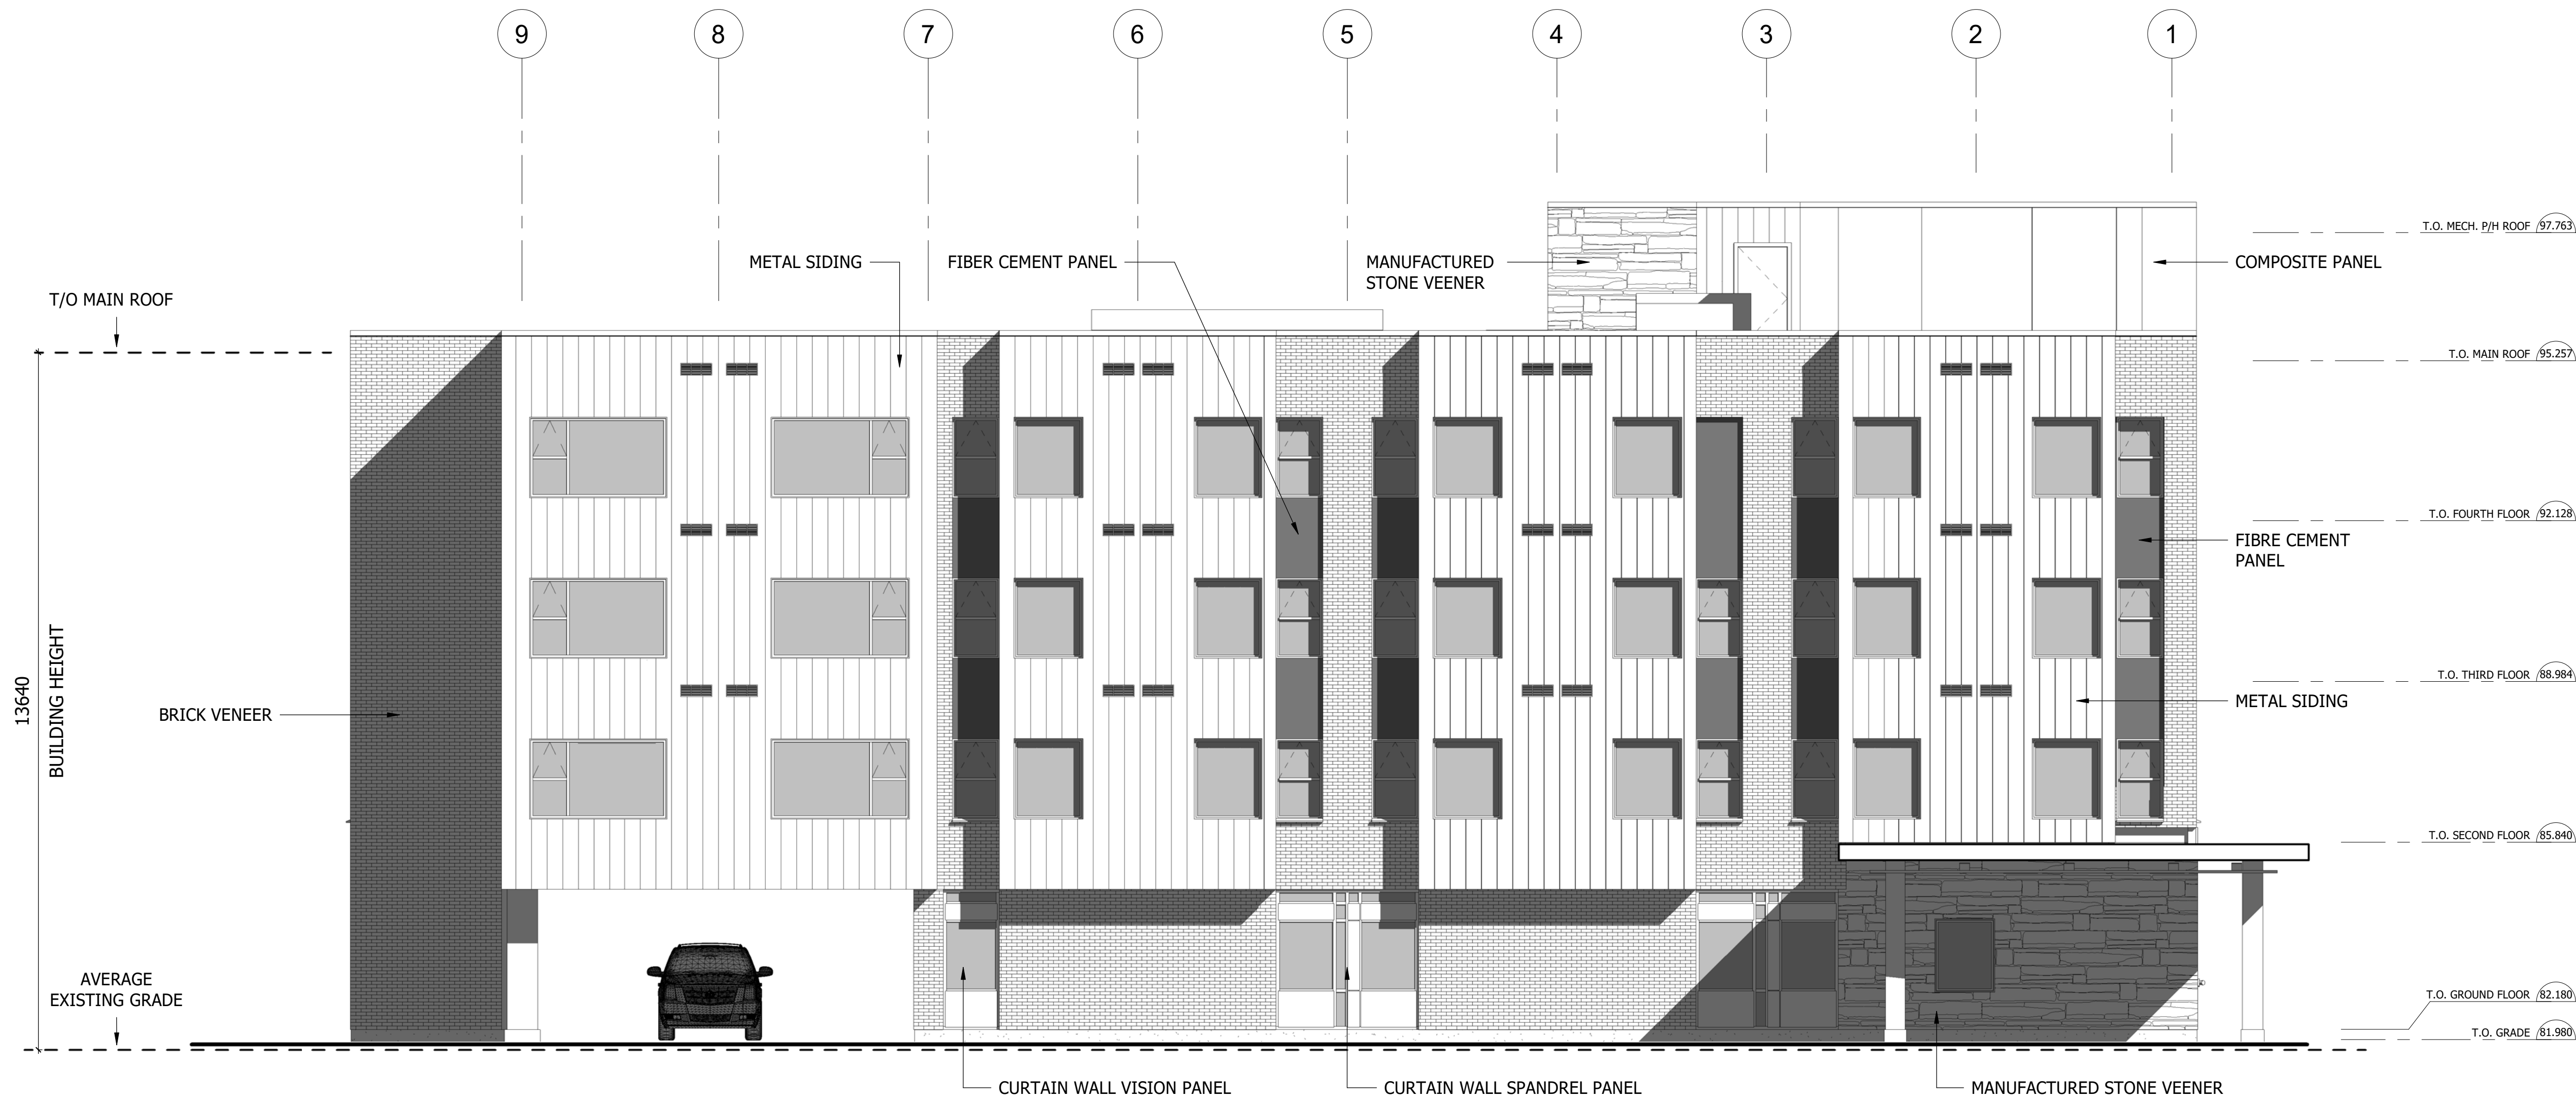 9 8 7 6 5 4 3 2 1
T.O. MECH. P/H ROOF 97.763
METAL SIDING
FIBER CEMENT PANEL
MANUFACTURED
STONE VEENER
COMPOSITE PANEL
T/O MAIN ROOF
T.O. MAIN ROOF 95.257
T.O. FOURTH FLOOR 92.128
FIBRE CEMENT
PANEL
T.O. THIRD FLOOR 88.984
METAL SIDING
13640
BUILDING HEIGHT
BRICK VENEER
T.O. SECOND FLOOR 85.840
AVERAGE
EXISTING GRADE
T.O. GROUND FLOOR 82.180
T.O. GRADE 81.980
CURTAIN WALL VISION PANEL
CURTAIN WALL SPANDREL PANEL
MANUFACTURED STONE VEENER